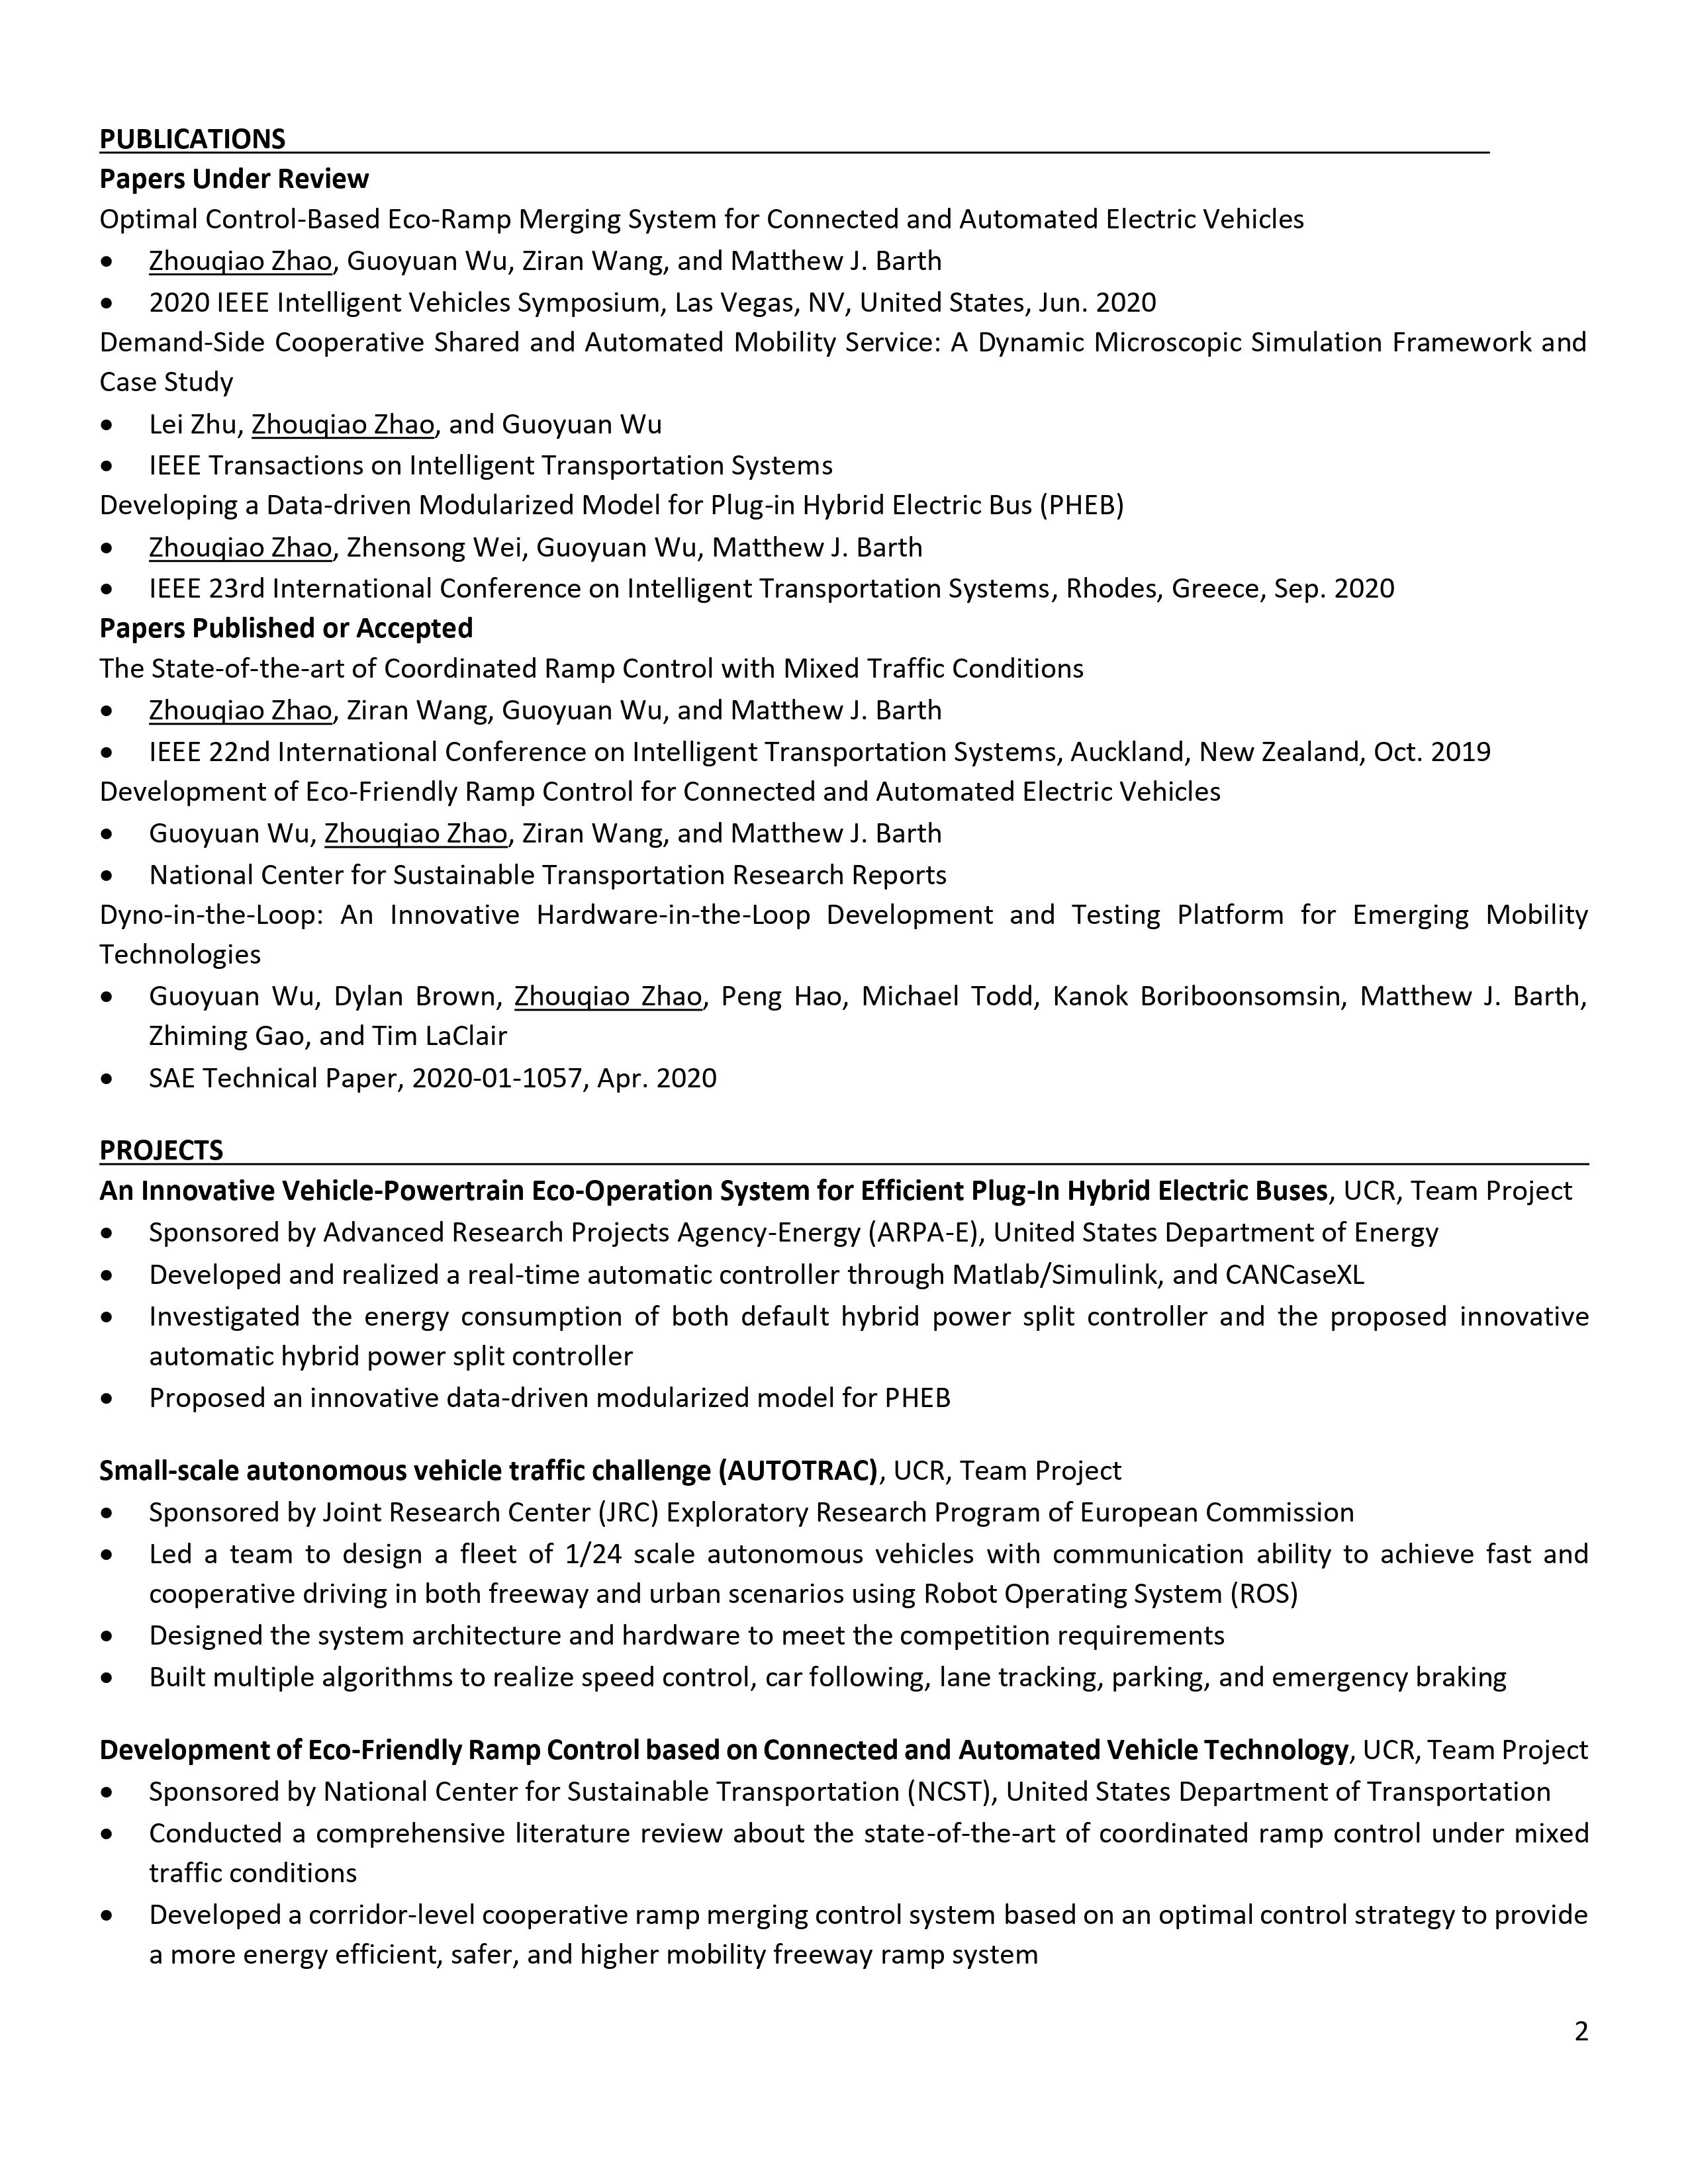 PUBLICATIONS
Papers Under Review
Optimal Control-Based Eco-Ramp Merging System for Connected and Automated Electric Vehicles
• Zhouqiao Zhao, Guoyuan Wu, Ziran Wang, and Matthew J. Barth
• 2020 IEEE Intelligent Vehicles Symposium, Las Vegas, NV, United States, Jun. 2020
Demand-Side Cooperative Shared and Automated Mobility Service: A Dynamic Microscopic Simulation Framework and
Case Study
• Lei Zhu, Zhouqiao Zhao, and Guoyuan Wu
• IEEE Transactions on Intelligent Transportation Systems
Developing a Data-driven Modularized Model for Plug-in Hybrid Electric Bus (PHEB)
• Zhouqiao Zhao, Zhensong Wei, Guoyuan Wu, Matthew J. Barth
• IEEE 23rd International Conference on Intelligent Transportation Systems, Rhodes, Greece, Sep. 2020
Papers Published or Accepted
The State-of-the-art of Coordinated Ramp Control with Mixed Traffic Conditions
• Zhouqiao Zhao, Ziran Wang, Guoyuan Wu, and Matthew J. Barth
• IEEE 22nd International Conference on Intelligent Transportation Systems, Auckland, New Zealand, Oct. 2019
Development of Eco-Friendly Ramp Control for Connected and Automated Electric Vehicles
• Guoyuan Wu, Zhouqiao Zhao, Ziran Wang, and Matthew J. Barth
• National Center for Sustainable Transportation Research Reports
Dyno-in-the-Loop: An Innovative Hardware-in-the-Loop Development and Testing Platform for Emerging Mobility
Technologies
• Guoyuan Wu, Dylan Brown, Zhouqiao Zhao, Peng Hao, Michael Todd, Kanok Boriboonsomsin, Matthew J. Barth,
Zhiming Gao, and Tim LaClair
• SAE Technical Paper, 2020-01-1057, Apr. 2020
PROJECTS
An Innovative Vehicle-Powertrain Eco-Operation System for Efficient Plug-In Hybrid Electric Buses, UCR, Team Project
• Sponsored by Advanced Research Projects Agency-Energy (ARPA-E), United States Department of Energy
• Developed and realized a real-time automatic controller through Matlab/Simulink, and CANCaseXL
• Investigated the energy consumption of both default hybrid power split controller and the proposed innovative
automatic hybrid power split controller
• Proposed an innovative data-driven modularized model for PHEB
Small-scale autonomous vehicle traffic challenge (AUTOTRAC), UCR, Team Project
• Sponsored by Joint Research Center (JRC) Exploratory Research Program of European Commission
• Led a team to design a fleet of 1/24 scale autonomous vehicles with communication ability to achieve fast and
cooperative driving in both freeway and urban scenarios using Robot Operating System (ROS)
• Designed the system architecture and hardware to meet the competition requirements
• Built multiple algorithms to realize speed control, car following, lane tracking, parking, and emergency braking
Development of Eco-Friendly Ramp Control based on Connected and Automated Vehicle Technology, UCR, Team Project
• Sponsored by National Center for Sustainable Transportation (NCST), United States Department of Transportation
• Conducted a comprehensive literature review about the state-of-the-art of coordinated ramp control under mixed
traffic conditions
• Developed a corridor-level cooperative ramp merging control system based on an optimal control strategy to provide
a more energy efficient, safer, and higher mobility freeway ramp system
2